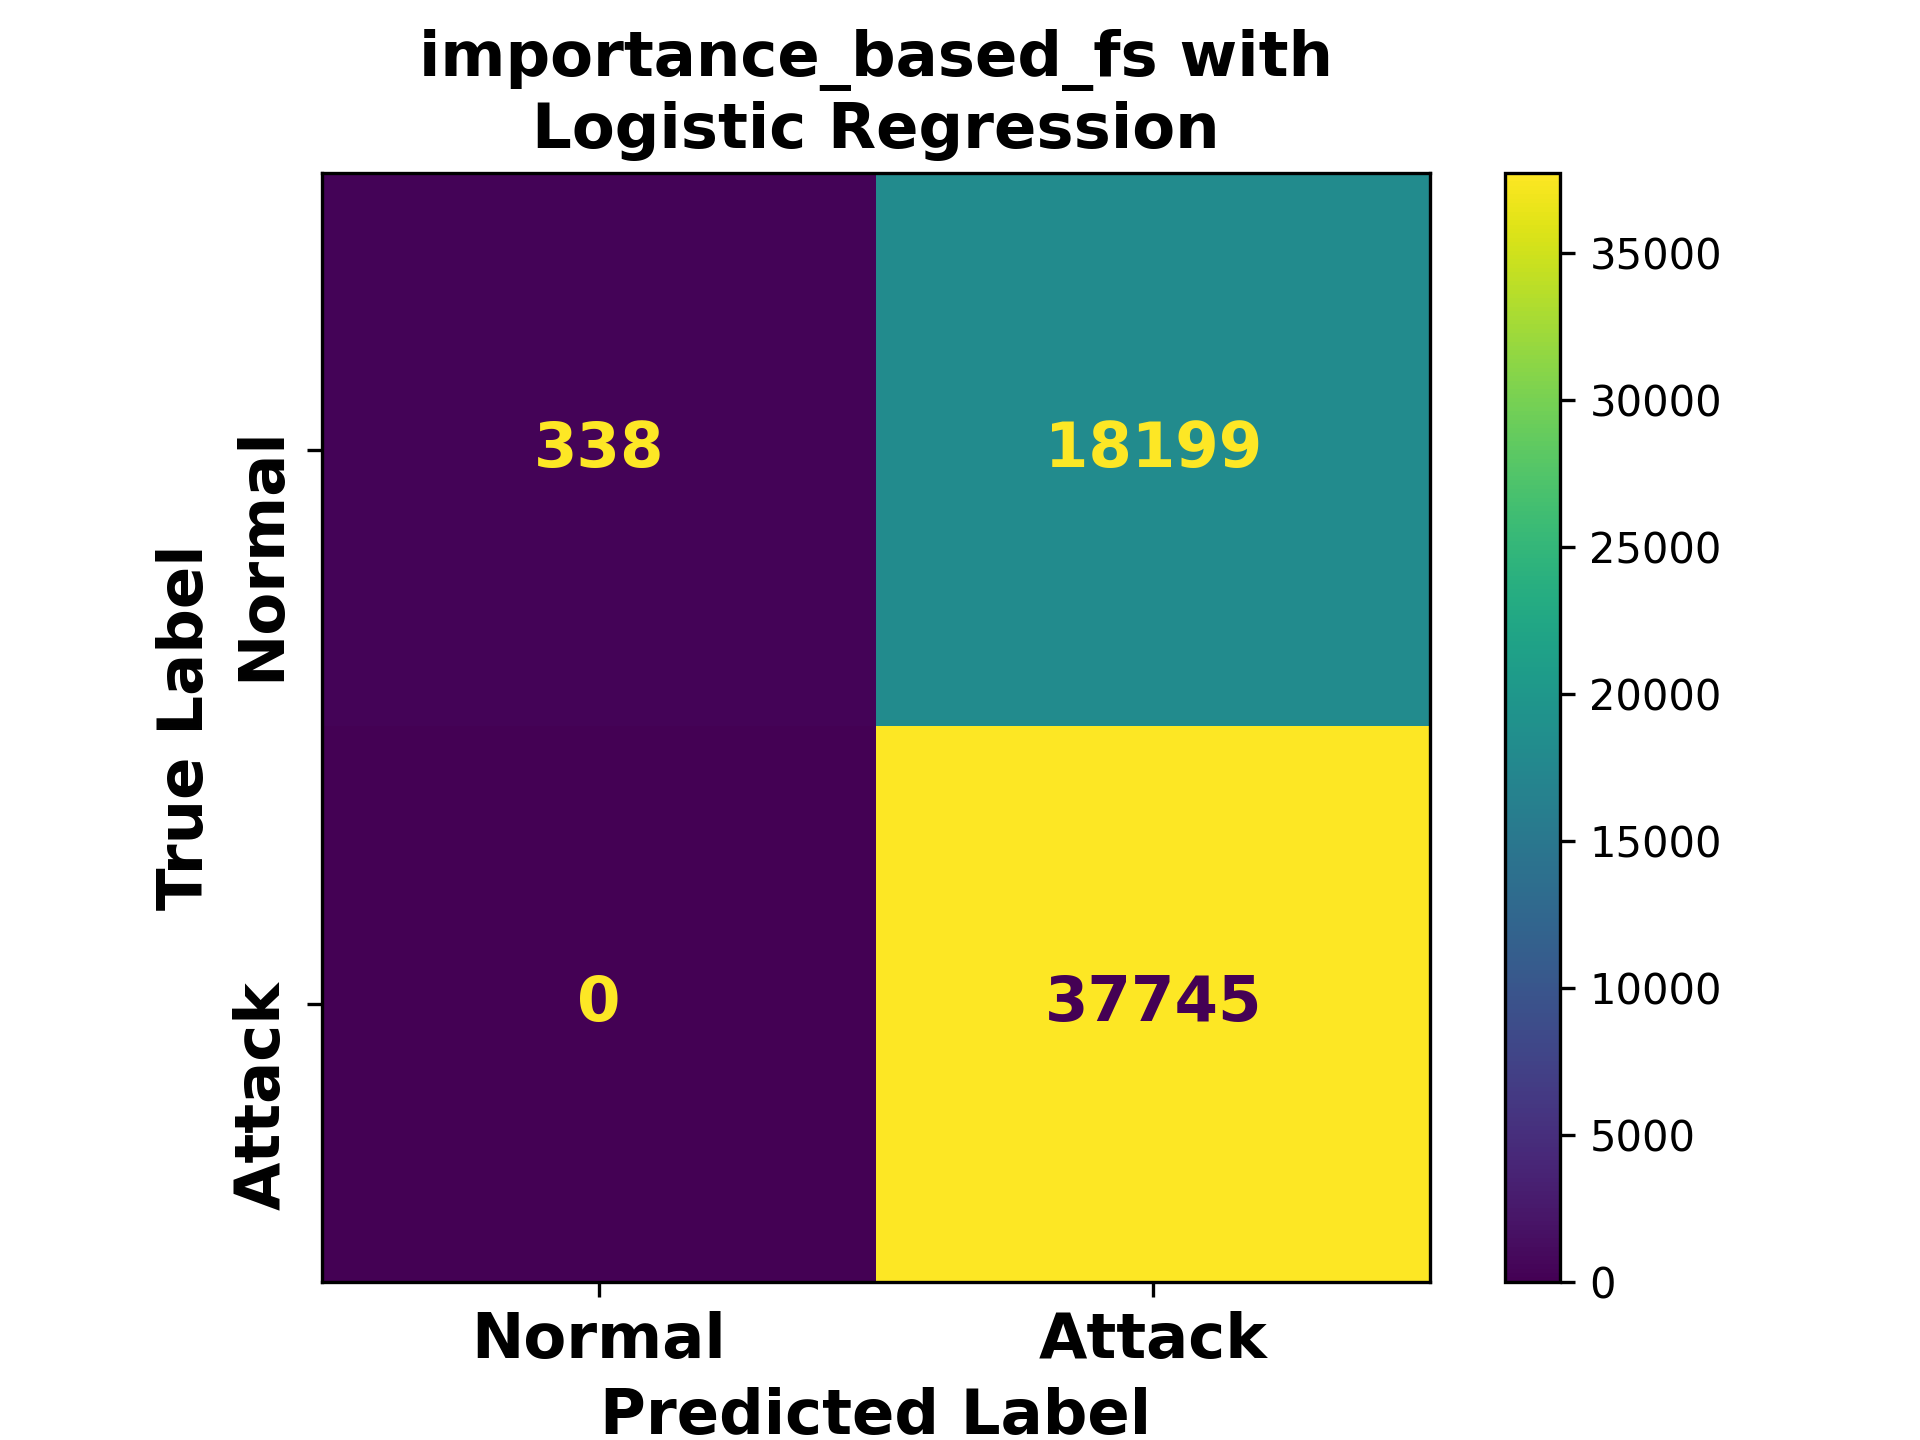 importance_based_fs with
Logistic Regression
True Label
Normal
Attack
338
18199
0
37745
Normal
Attack
Predicted Label
35000
30000
25000
20000
15000
10000
5000
0